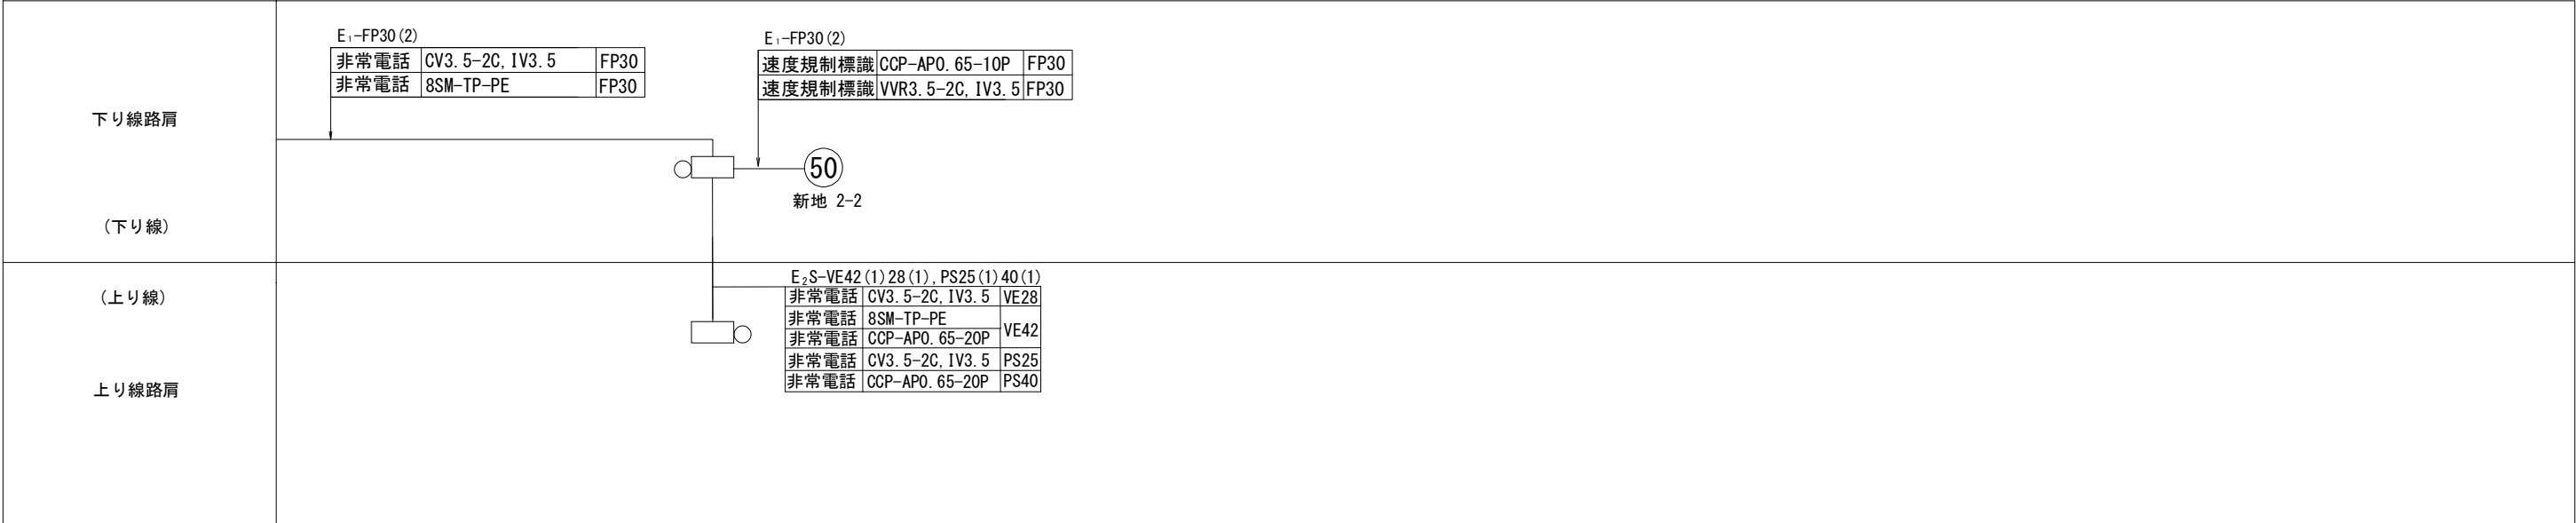 E₁-FP30(2)
非常電話 CV3.5-2C,IV3.5 FP30
非常電話 8SM-TP-PE FP30
E₁-FP30(2)
速度規制標識 CCP-AP0.65-10P FP30
速度規制標識 VVR3.5-2C,IV3.5 FP30
下り線路肩
50
新地 2-2
(下り線)
(上り線)
E₂S-VE42(1)28(1),PS25(1)40(1)
非常電話 CV3.5-2C,IV3.5 VE28
非常電話 8SM-TP-PE VE42
非常電話 CCP-AP0.65-20P
非常電話 CV3.5-2C,IV3.5 PS25
非常電話 CCP-AP0.65-20P PS40
上り線路肩